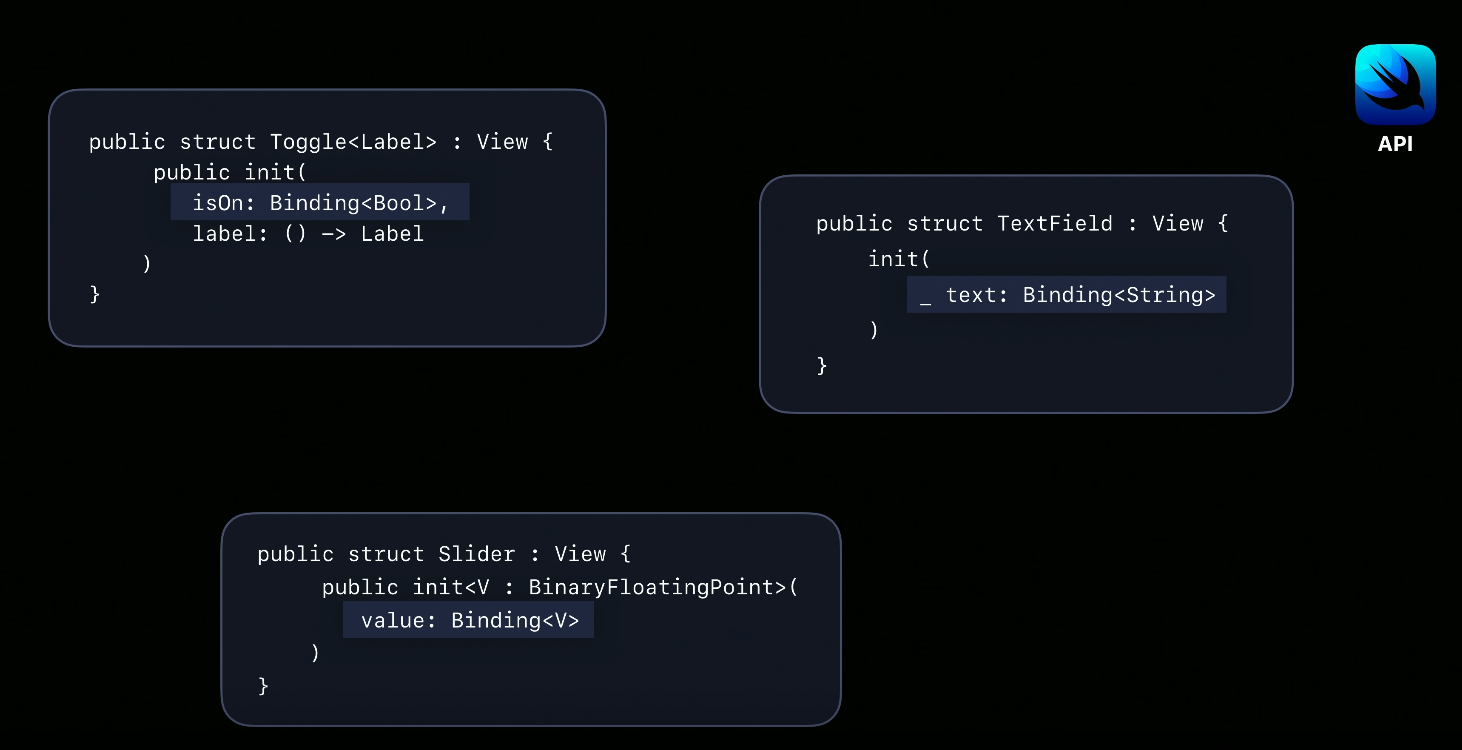 public struct Toggle<Label> : View {
public init(
isOn: Binding<Bool>,
label: () -> Label
)
}
API
public struct TextField : View {
init(
_ text: Binding<String>
)
}
public struct Slider : View {
public init<V : BinaryFloatingPoint>(
value: Binding<V>
)
}